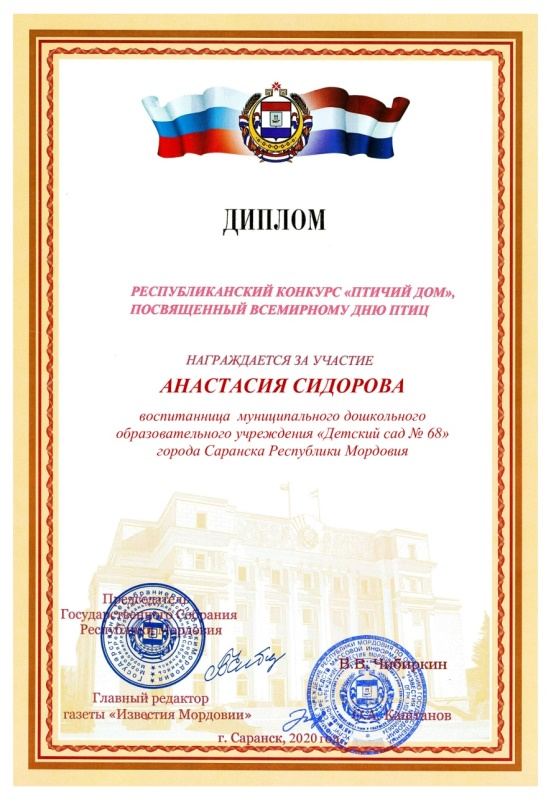 ДИПЛОМ
РЕСПУБЛИКАНСКИЙ КОНКУРС «ПТИЧИЙ ДОМ»,
ПОСВЯЩЕННЫЙ ВСЕМИРНОМУ ДНЮ ПТИЦ
НАГРАЖДАЕТСЯ ЗА УЧАСТИЕ
АНАСТАСИЯ СИДОРОВА
воспитанница муниципального дошкольного
образовательного учреждения «Детский сад № 68»
города Саранска Республики Мордовия
Председатель
Государственного Собрания
Республики Мордовия
В.В. Чибиркин
Главный редактор
газеты «Известия Мордовии»
Каштанов
г. Саранск, 2020 год